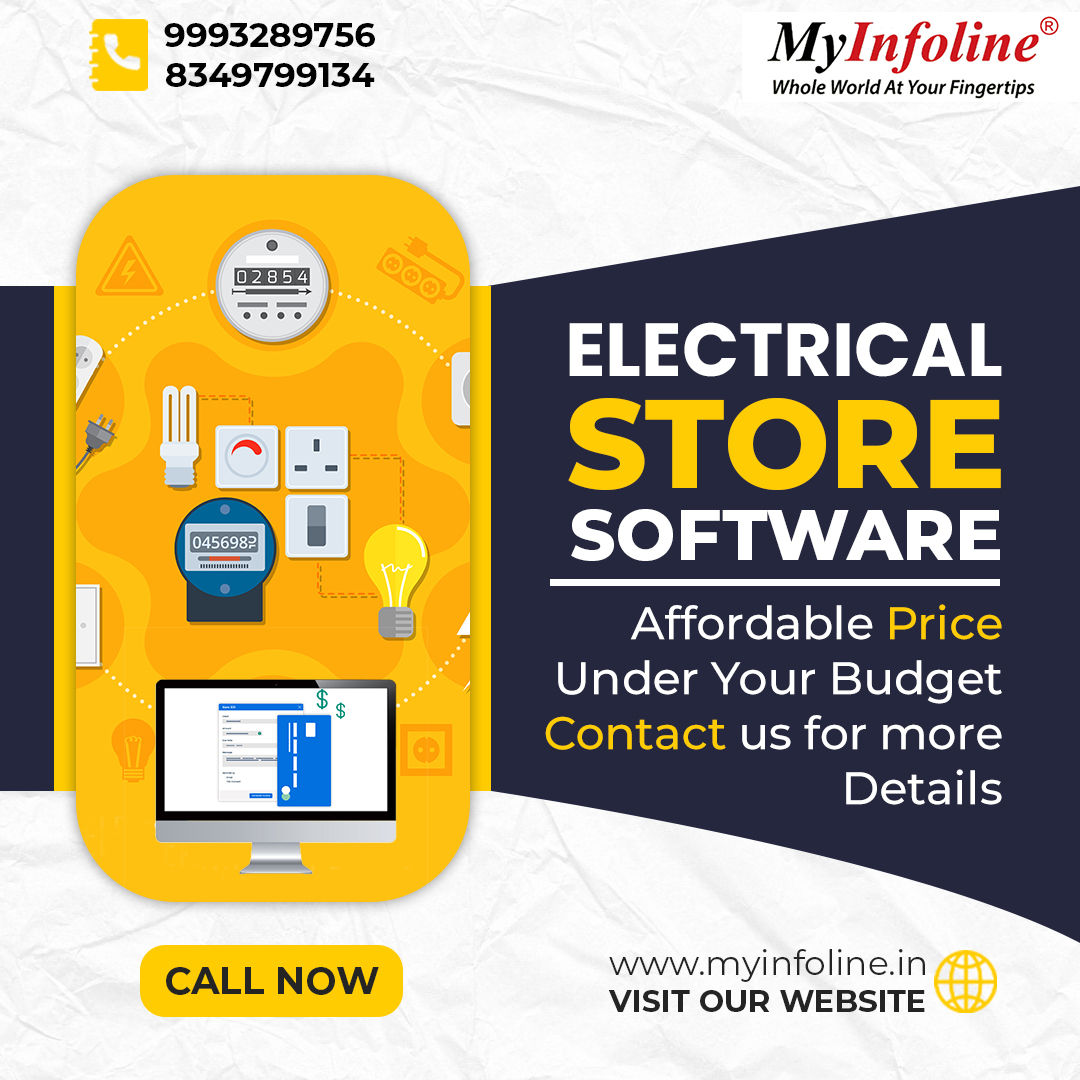 9993289756
8349799134
MyInfoline®
Whole World At Your Fingertips
02854
ELECTRICAL
STORE
SOFTWARE
Affordable Price
Under Your Budget
Contact us for more
Details
$ $
CALL NOW
www.myinfoline.in
VISIT OUR WEBSITE